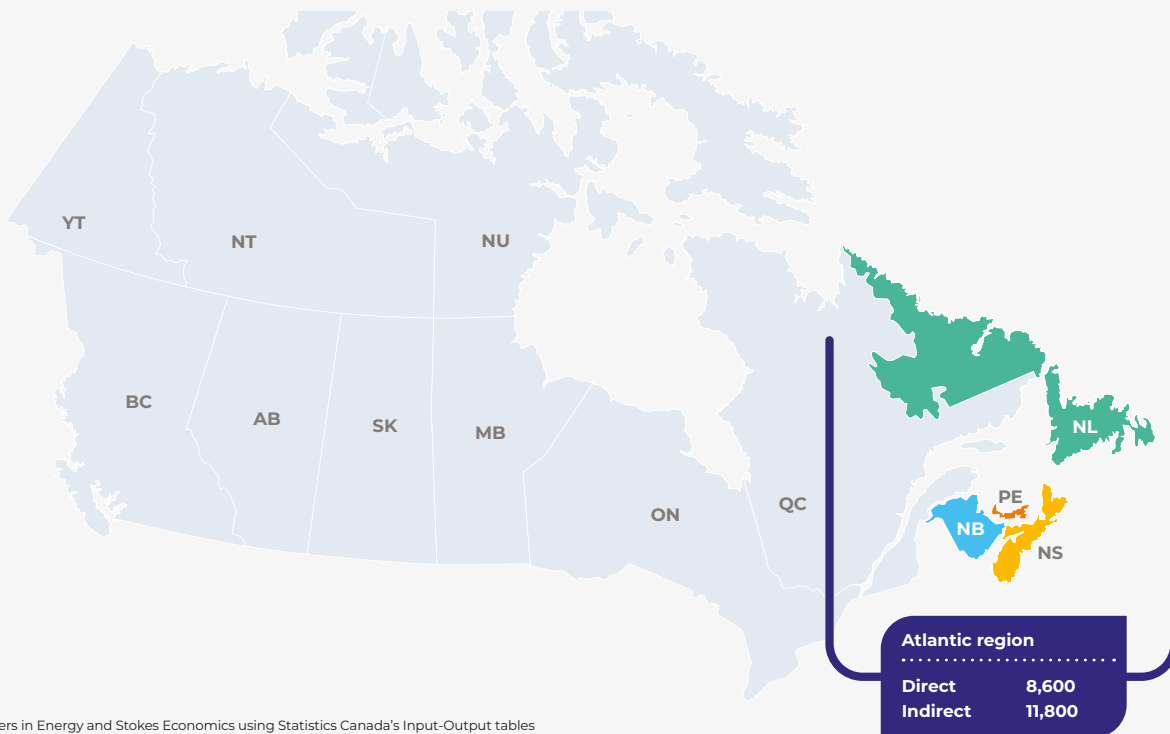 YT
NT
NU
BC
AB
SK
MB
ON
QC
NL
PE
NB
NS
Atlantic region
Direct 8,600
Indirect 11,800
ers in Energy and Stokes Economics using Statistics Canada's Input-Output tables